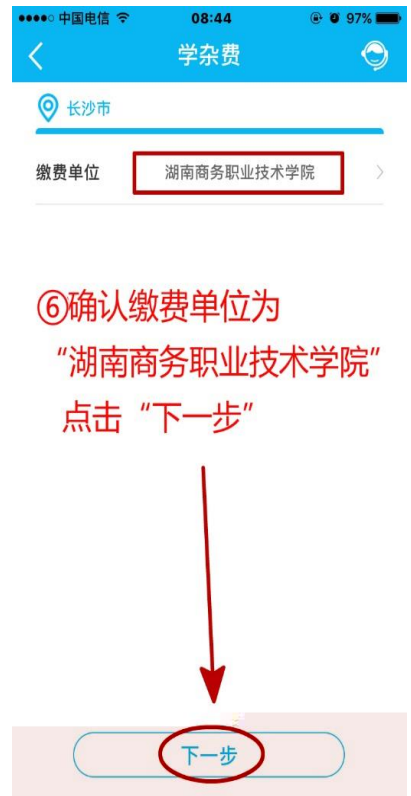 中国电信 08:44 97%
学杂费
长沙市
缴费单位 湖南商务职业技术学院
⑥确认缴费单位为
“湖南商务职业技术学院”
点击“下一步”
下一步